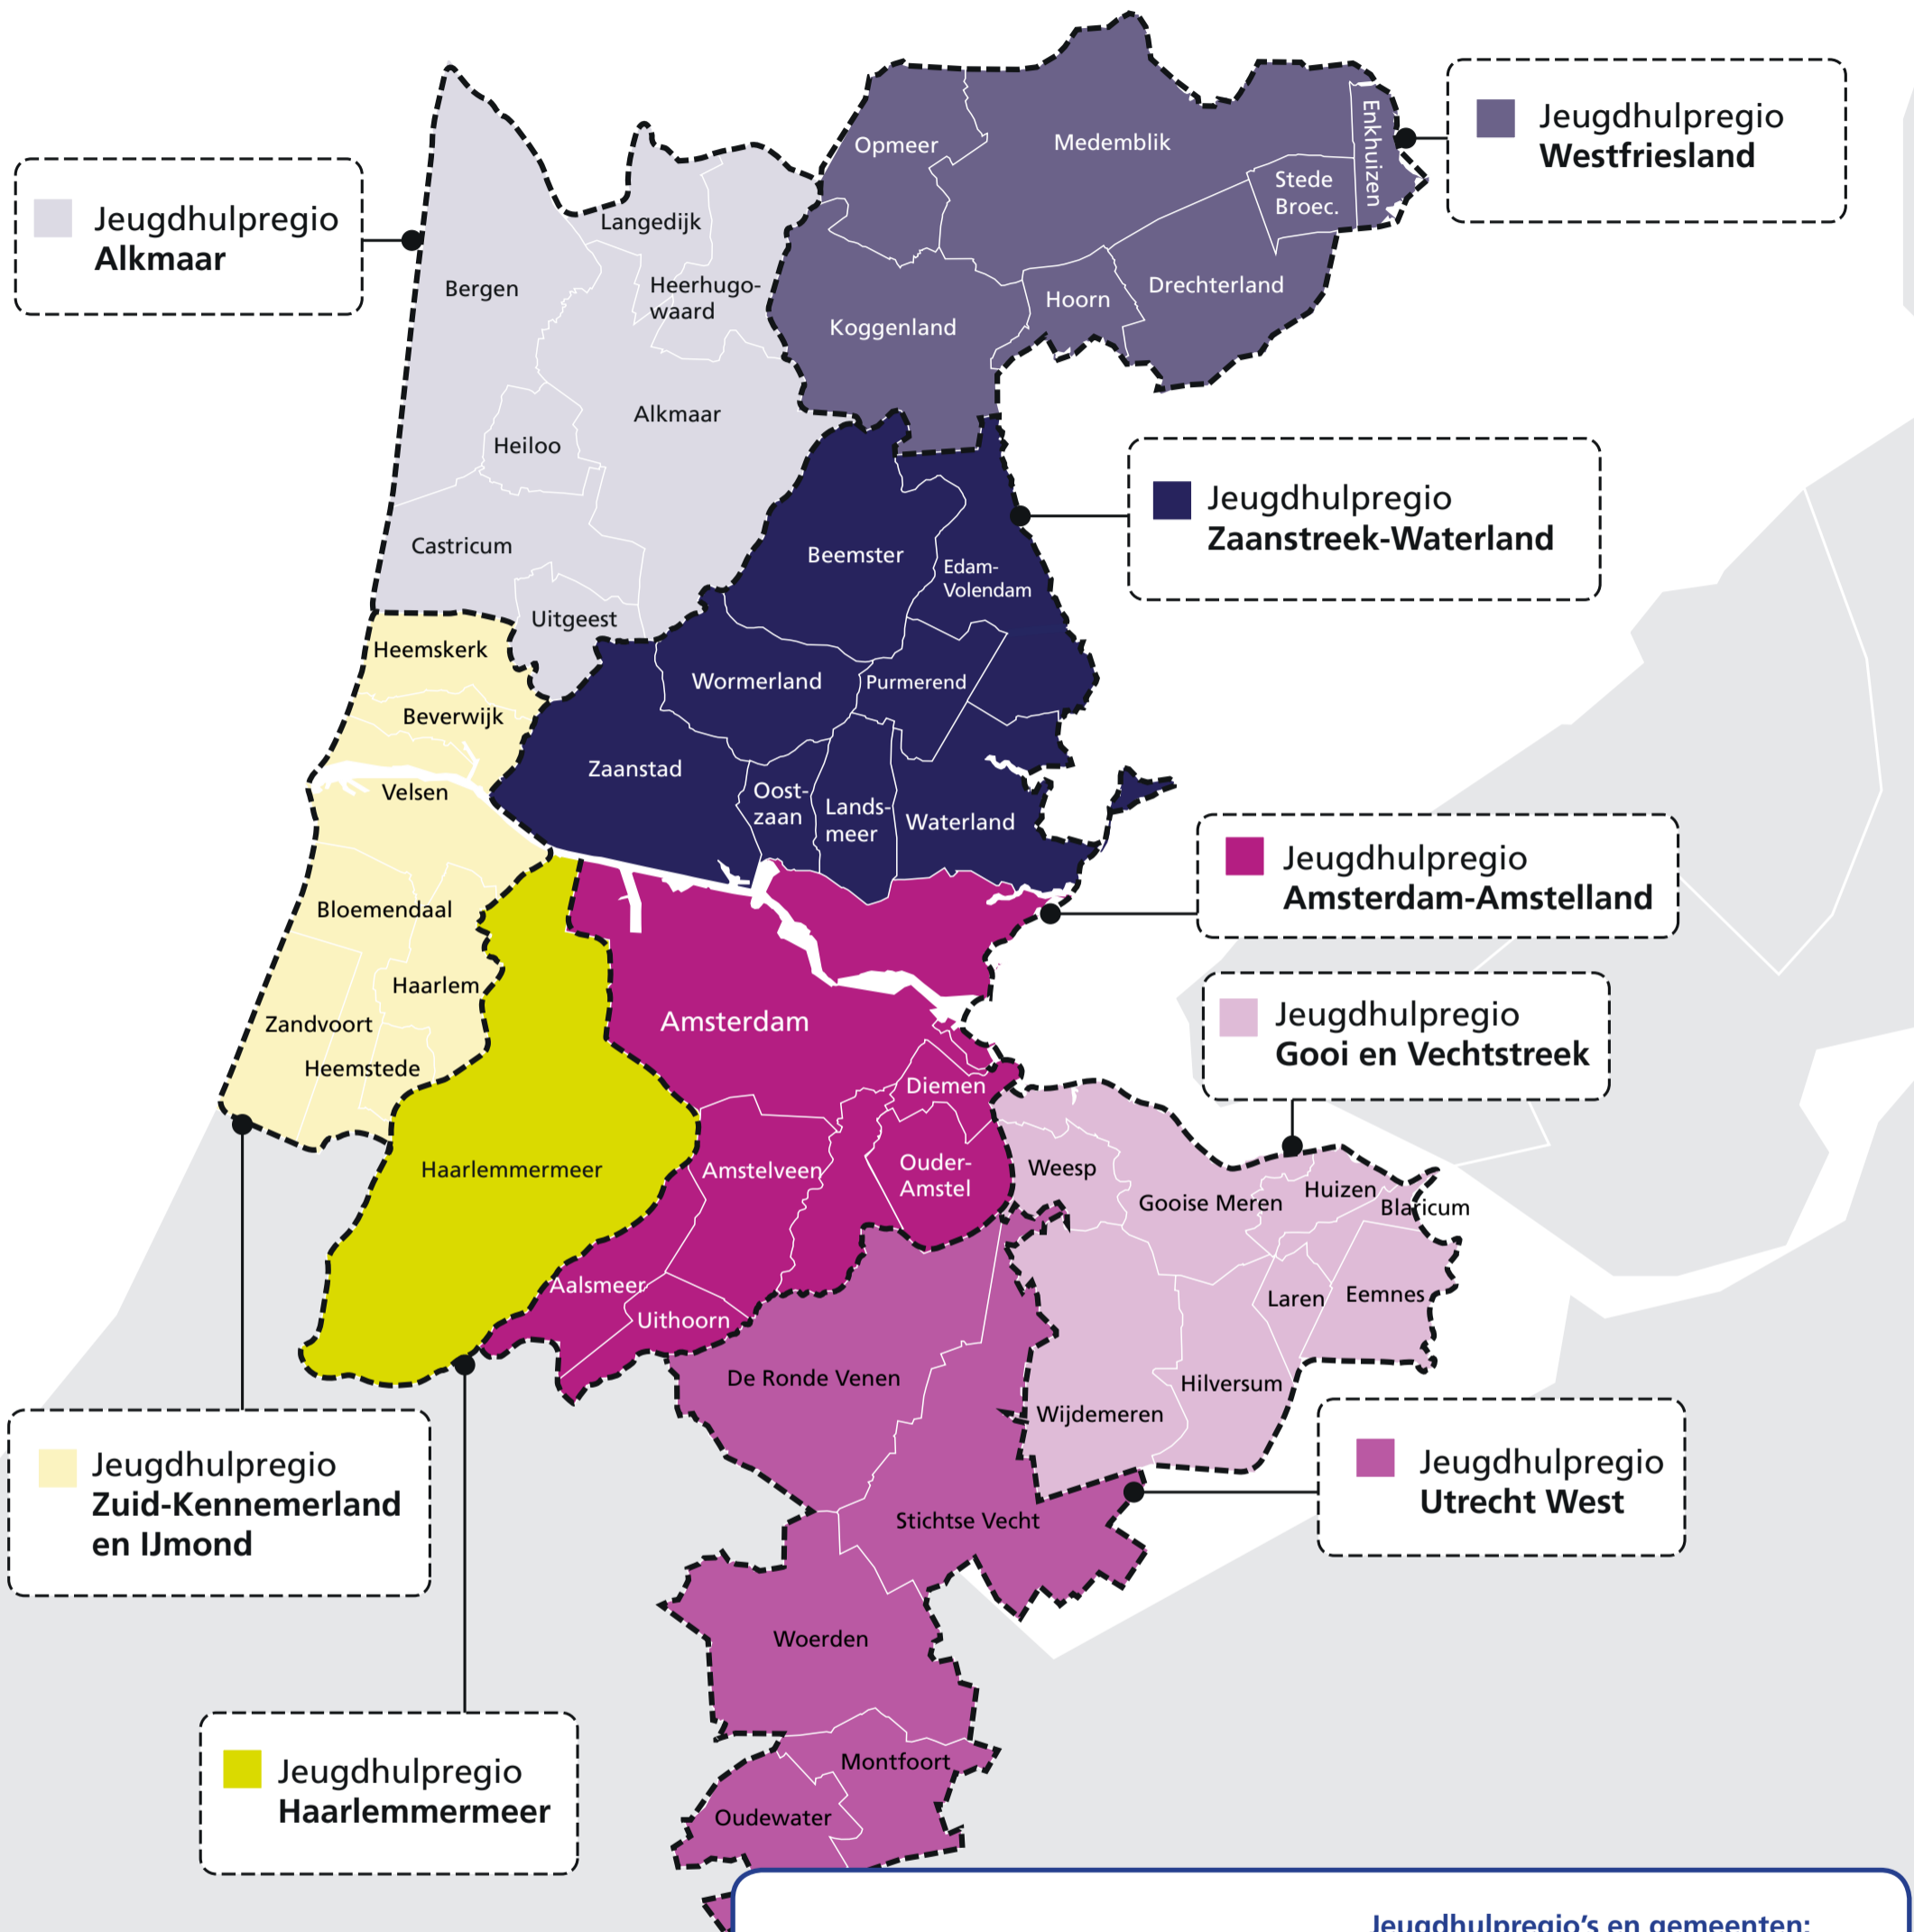 Jeugdhulpregio
Westfriesland
Jeugdhulpregio
Alkmaar
Opmeer
Medemblik
Enkhuizen
Stede
Broec.
Langedijk
Bergen
Heerhugo-
waard
Hoorn
Drechterland
Koggenland
Alkmaar
Heiloo
Castricum
Uitgeest
Jeugdhulpregio
Zaanstreek-Waterland
Beemster
Edam-
Volendam
Heemskerk
Wormerland
Purmerend
Beverwijk
Zaanstad
Velsen
Oost-
zaan
Lands-
meer
Waterland
Jeugdhulpregio
Amsterdam-Amstelland
Bloemendaal
Haarlem
Zandvoort
Heemstede
Amsterdam
Jeugdhulpregio
Gooi en Vechtstreek
Diemen
Haarlemmermeer
Amstelveen
Ouder-
Amstel
Weesp
Gooise Meren
Huizen
Blaricum
Aalsmeer
Uithoorn
Laren
Eemnes
De Ronde Venen
Hilversum
Wijdemeren
Jeugdhulpregio
Zuid-Kennemerland
en IJmond
Jeugdhulpregio
Utrecht West
Stichtse Vecht
Woerden
Montfoort
Oudewater
Jeugdhulpregio
Haarlemmermeer
Jeugdhulpregio's en gemeenten: